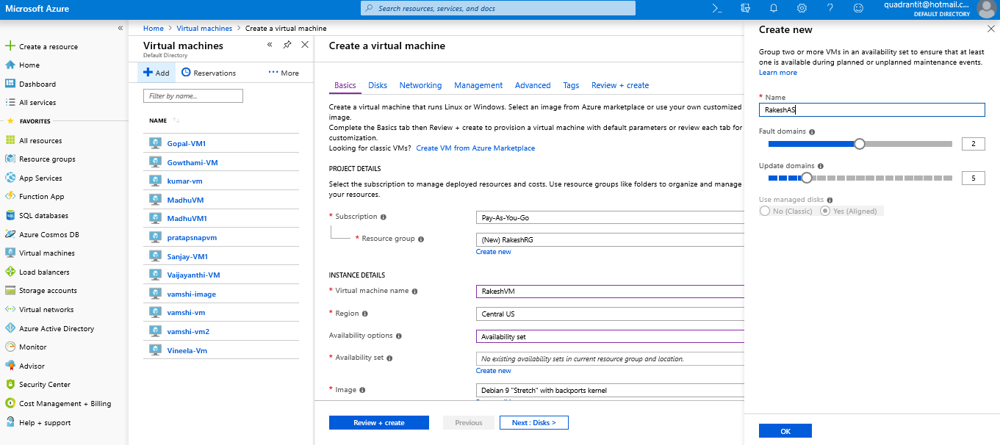 Microsoft Azure
Search resources, services, and docs
quadrantit@hotmail.c...
DEFAULT DIRECTORY
Create a resource
Home
Dashboard
All services
FAVORITES
All resources
Resource groups
App Services
Function App
SQL databases
Azure Cosmos DB
Virtual machines
Load balancers
Storage accounts
Virtual networks
Azure Active Directory
Monitor
Advisor
Security Center
Cost Management + Billing
Help + support
Home > Virtual machines > Create a virtual machine
Virtual machines
Default Directory
Add Reservations More
Filter by name...
NAME
Gopal-VM1
Gowthami-VM
kumar-vm
MadhuVM
MadhuVM1
pratapsnapvm
Sanjay-VM1
Vaijayanthi-VM
vamshi-image
vamshi-vm
vamshi-vm2
Vineela-Vm
Create a virtual machine
Basics Disks Networking Management Advanced Tags Review + create
Create a virtual machine that runs Linux or Windows. Select an image from Azure marketplace or use your own customized
image.
Complete the Basics tab then Review + create to provision a virtual machine with default parameters or review each tab for
customization.
Looking for classic VMs? Create VM from Azure Marketplace
PROJECT DETAILS
Select the subscription to manage deployed resources and costs. Use resource groups like folders to organize and manage
your resources.
* Subscription Pay-As-You-Go
* Resource group (New) RakeshRG
Create new
INSTANCE DETAILS
* Virtual machine name RakeshVM
* Region Central US
Availability options Availability set
* Availability set No existing availability sets in current resource group and location.
Create new
* Image Debian 9 "Stretch" with backports kernel
Review + create Previous Next : Disks >
Create new
Group two or more VMs in an availability set to ensure that at least
one is available during planned or unplanned maintenance events.
Learn more
* Name
RakeshAS
Fault domains
2
Update domains
5
Use managed disks
No (Classic) Yes (Aligned)
OK